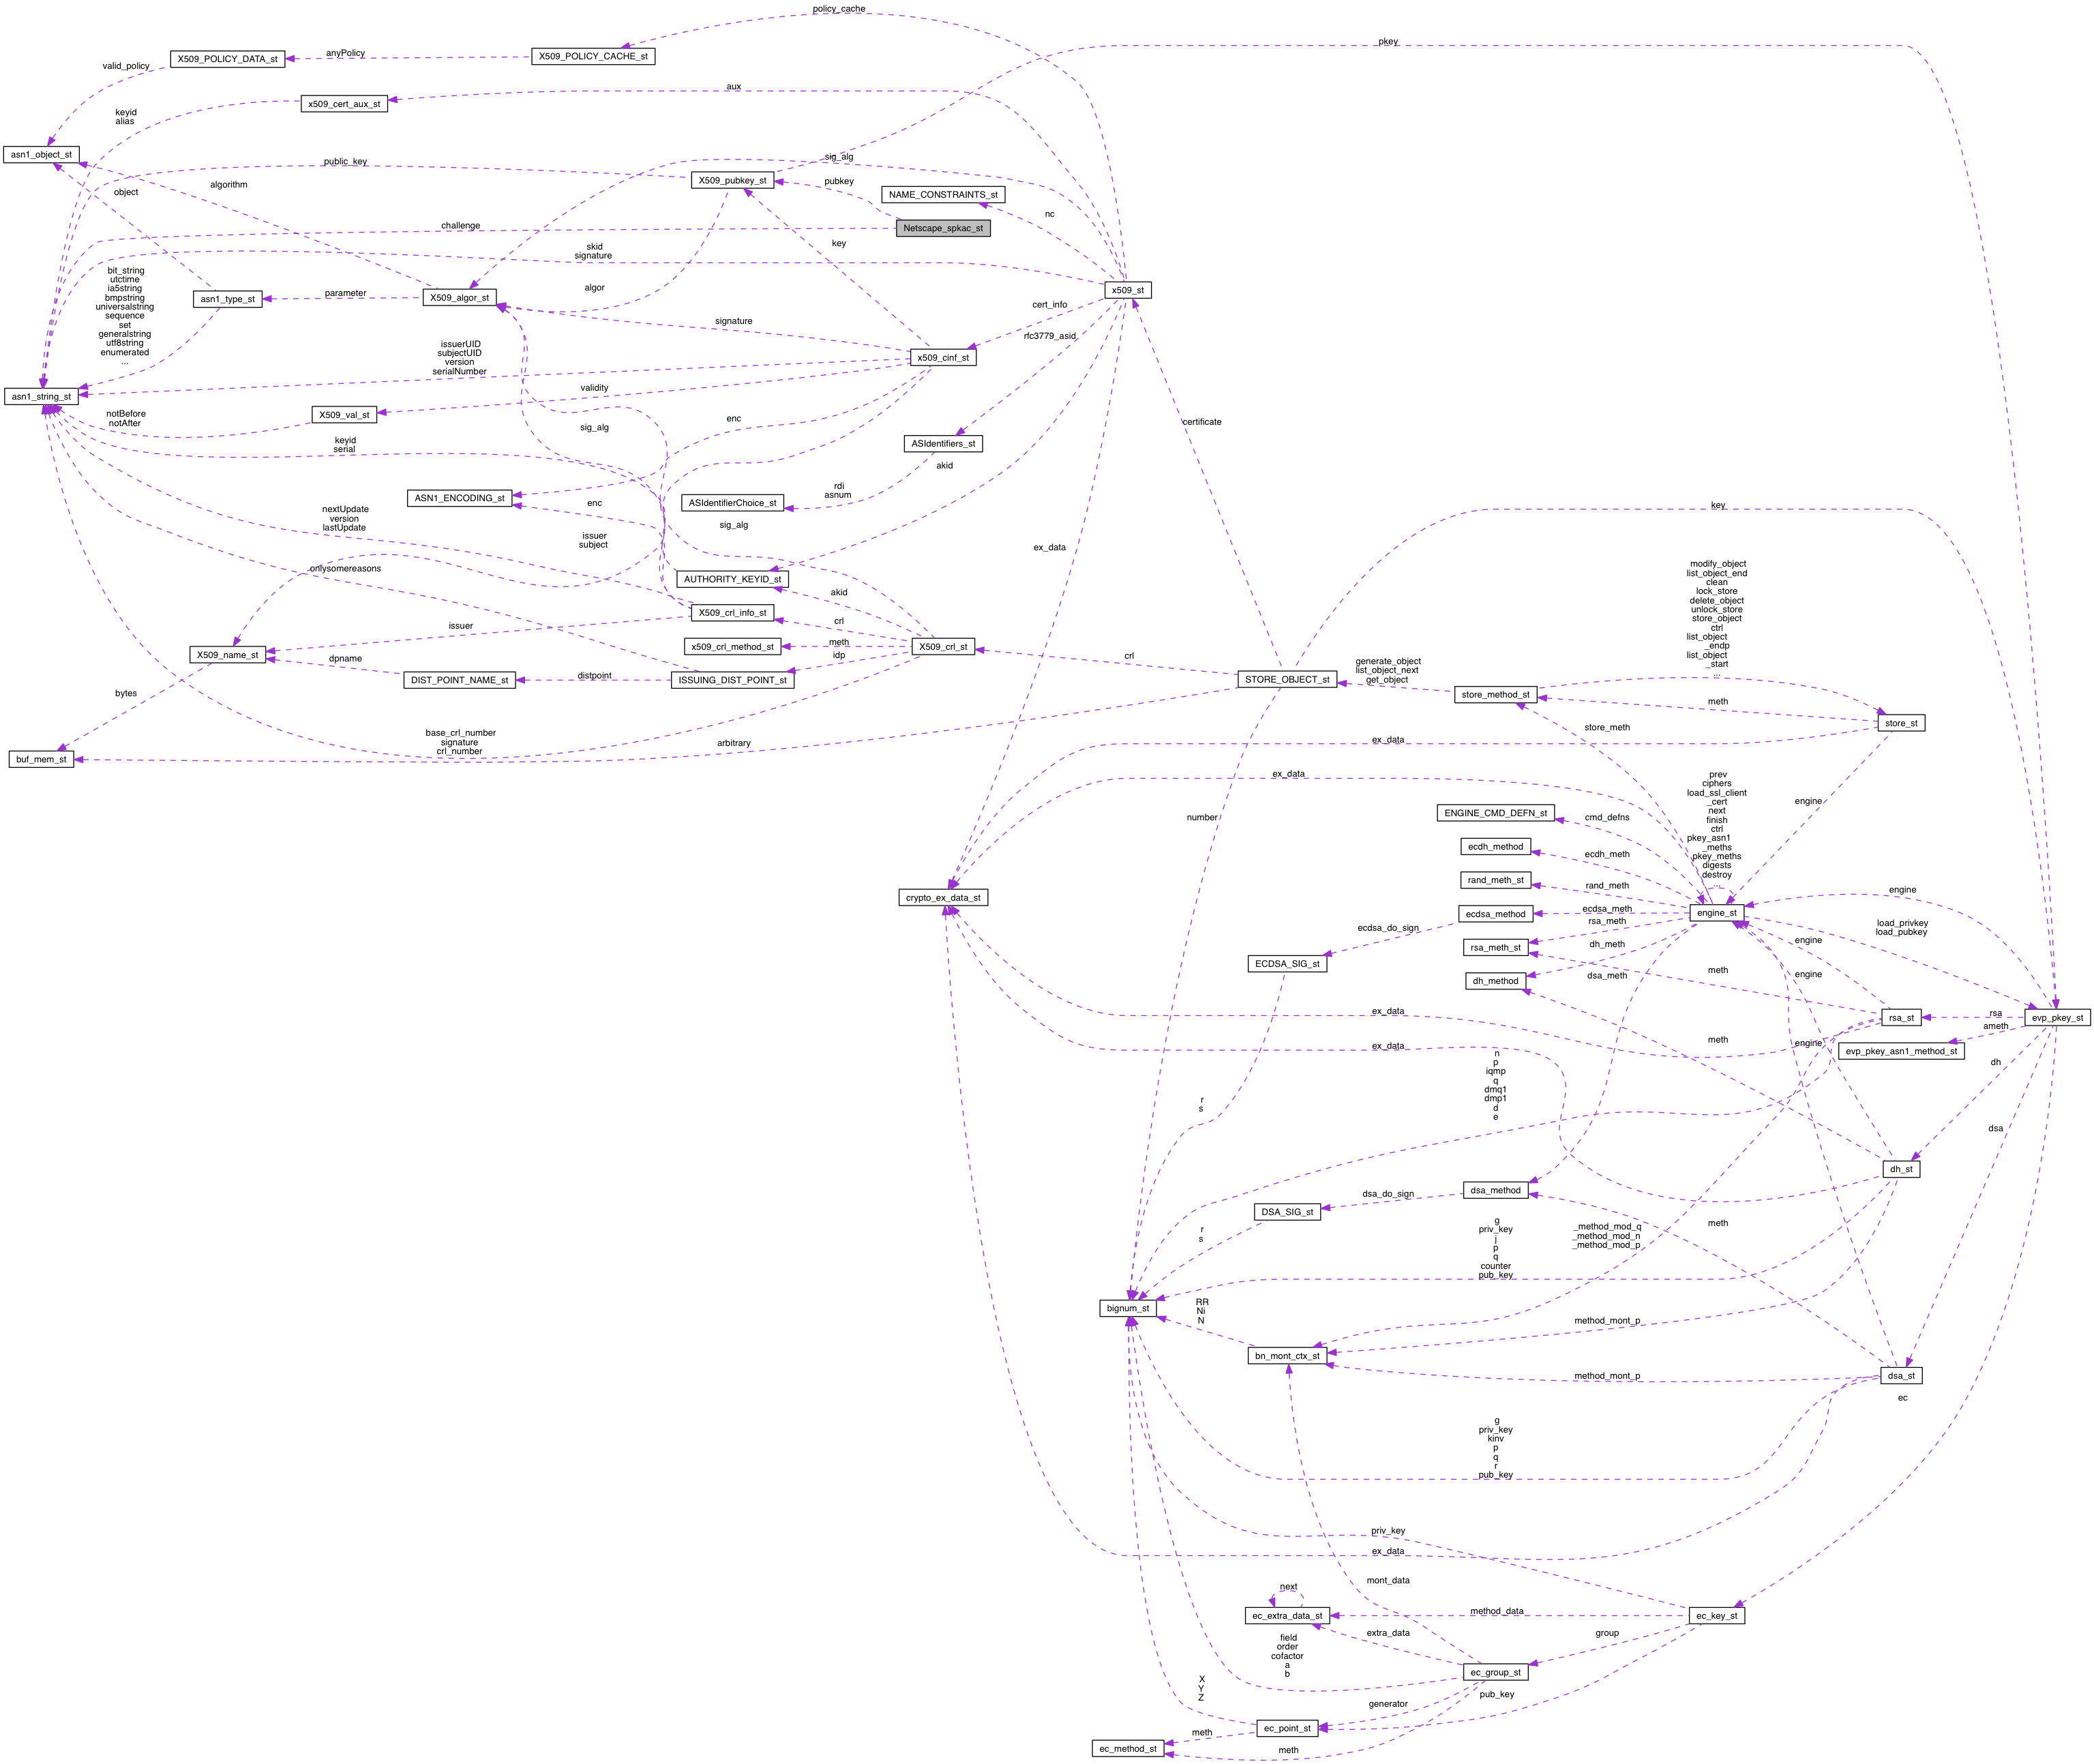 policy_cache
pkey
anyPolicy
X509_POLICY_CACHE_st
X509_POLICY_DATA_st
valid_policy
aux
x509_cert_aux_st
keyid
alias
asn1_object_st
public_key
sig_alg
algorithm
object
X509_pubkey_st
pubkey
NAME_CONSTRAINTS_st
nc
challenge
Netscape_spkac_st
key
skid
signature
bit_string
utctime
ia5string
bmpstring
universalstring
sequence
set
generalstring
utf8string
enumerated
...
asn1_type_st
parameter
X509_algor_st
algor
x509_st
cert_info
signature
rfc3779_asid
issuerUID
subjectUID
version
serialNumber
x509_cinf_st
validity
asn1_string_st
notBefore
notAfter
X509_val_st
enc
sig_alg
certificate
ASIdentifiers_st
keyid
serial
akid
rdi
asnum
ASN1_ENCODING_st
ASIdentifierChoice_st
enc
key
nextUpdate
version
lastUpdate
sig_alg
issuer
subject
ex_data
onlysomereasons
AUTHORITY_KEYID_st
akid
modify_object
list_object_end
clean
lock_store
delete_object
unlock_store
store_object
ctrl
list_object
_endp
list_object
_start
...
X509_crl_info_st
crl
issuer
X509_name_st
x509_crl_method_st
meth
X509_crl_st
idp
crl
dpname
DIST_POINT_NAME_st
distpoint
ISSUING_DIST_POINT_st
STORE_OBJECT_st
generate_object
list_object_next
get_object
store_method_st
meth
store_st
bytes
store_meth
base_crl_number
signature
crl_number
arbitrary
ex_data
buf_mem_st
ex_data
prev
ciphers
load_ssl_client
_cert
next
finish
ctrl
pkey_asn1
_meths
pkey_meths
digests
destroy
...
engine
number
ENGINE_CMD_DEFN_st
cmd_defns
ecdh_method
ecdh_meth
rand_meth_st
rand_meth
crypto_ex_data_st
engine
ecdsa_method
ecdsa_meth
engine_st
rsa_meth
load_privkey
load_pubkey
ecdsa_do_sign
rsa_meth_st
dh_meth
engine
ECDSA_SIG_st
dh_method
dsa_meth
meth
engine
ex_data
rsa_st
rsa
evp_pkey_st
ameth
ex_data
meth
engine
evp_pkey_asn1_method_st
n
p
iqmp
q
dmq1
dmp1
d
e
dh
r
s
dsa
dh_st
dsa_method
dsa_do_sign
DSA_SIG_st
r
s
g
priv_key
j
p
q
counter
pub_key
_method_mod_q
_method_mod_n
_method_mod_p
meth
bignum_st
RR
Ni
N
method_mont_p
bn_mont_ctx_st
method_mont_p
dsa_st
ec
g
priv_key
kinv
p
q
r
pub_key
priv_key
ex_data
mont_data
next
ec_extra_data_st
method_data
ec_key_st
extra_data
group
field
order
cofactor
a
b
ec_group_st
X
Y
Z
generator
pub_key
ec_point_st
meth
ec_method_st
meth